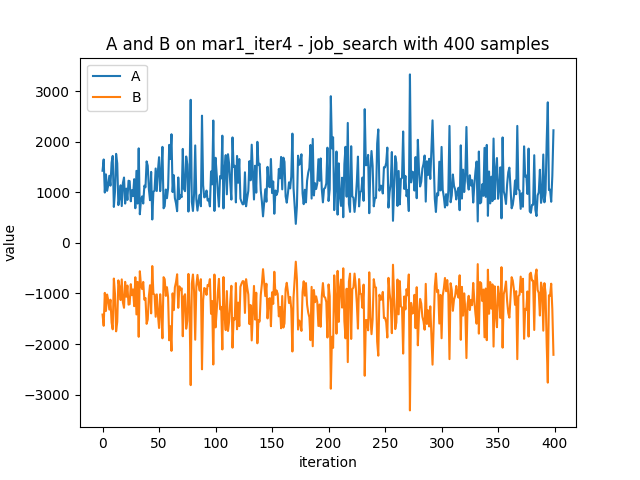 A and B on mar1_iter4 - job_search with 400 samples
A
B
3000
2000
1000
0
−1000
−2000
−3000
value
0 50 100 150 200 250 300 350 400
iteration